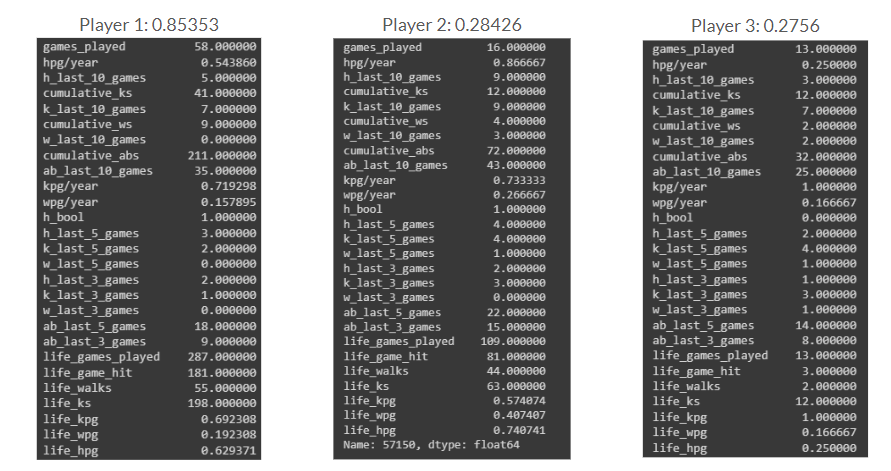 Player 1: 0.85353
games_played 58.000000
hpg/year 0.543860
h_last_10_games 5.000000
cumulative_ks 41.000000
k_last_10_games 7.000000
cumulative_ws 9.000000
w_last_10_games 0.000000
cumulative_abs 211.000000
ab_last_10_games 35.000000
kpg/year 0.719298
wpg/year 0.157895
h_bool 1.000000
h_last_5_games 3.000000
k_last_5_games 2.000000
w_last_5_games 0.000000
h_last_3_games 2.000000
k_last_3_games 1.000000
w_last_3_games 0.000000
ab_last_5_games 18.000000
ab_last_3_games 9.000000
life_games_played 287.000000
life_game_hit 181.000000
life_walks 55.000000
life_ks 198.000000
life_kpg 0.692308
life_wpg 0.192308
life_hpg 0.629371
Player 2: 0.28426
games_played 16.000000
hpg/year 0.866667
h_last_10_games 9.000000
cumulative_ks 12.000000
k_last_10_games 9.000000
cumulative_ws 4.000000
w_last_10_games 3.000000
cumulative_abs 72.000000
ab_last_10_games 43.000000
kpg/year 0.733333
wpg/year 0.266667
h_bool 1.000000
h_last_5_games 4.000000
k_last_5_games 4.000000
w_last_5_games 1.000000
h_last_3_games 2.000000
k_last_3_games 3.000000
w_last_3_games 0.000000
ab_last_5_games 22.000000
ab_last_3_games 15.000000
life_games_played 109.000000
life_game_hit 81.000000
life_walks 44.000000
life_ks 63.000000
life_kpg 0.574074
life_wpg 0.407407
life_hpg 0.740741
Name: 57150, dtype: float64
Player 3: 0.2756
games_played 13.000000
hpg/year 0.250000
h_last_10_games 3.000000
cumulative_ks 12.000000
k_last_10_games 7.000000
cumulative_ws 2.000000
w_last_10_games 2.000000
cumulative_abs 32.000000
ab_last_10_games 25.000000
kpg/year 1.000000
wpg/year 0.166667
h_bool 0.000000
h_last_5_games 2.000000
k_last_5_games 4.000000
w_last_5_games 1.000000
h_last_3_games 1.000000
k_last_3_games 3.000000
w_last_3_games 1.000000
ab_last_5_games 14.000000
ab_last_3_games 8.000000
life_games_played 13.000000
life_game_hit 3.000000
life_walks 2.000000
life_ks 12.000000
life_kpg 1.000000
life_wpg 0.166667
life_hpg 0.250000